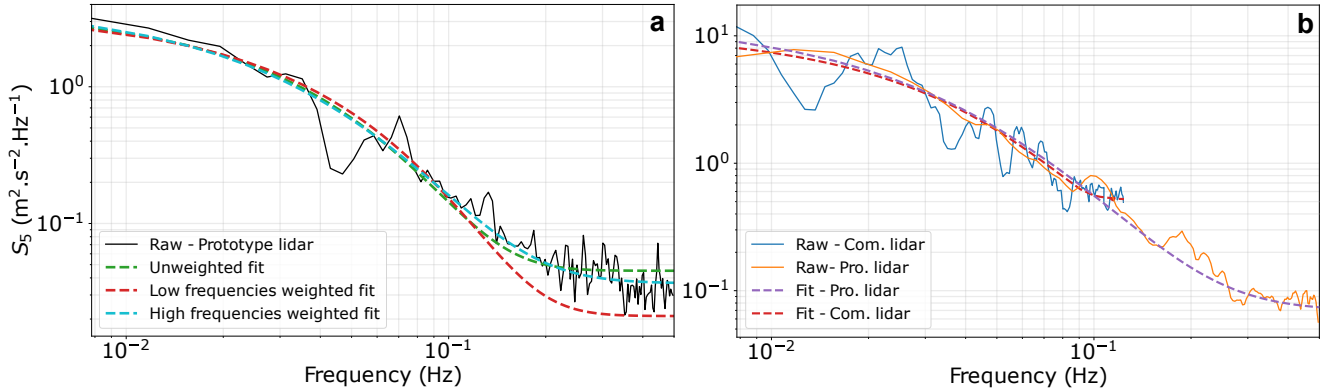 a
S₅ (m².s⁻².Hz⁻¹)
10⁰
10⁻¹
Raw - Prototype lidar
Unweighted fit
Low frequencies weighted fit
High frequencies weighted fit
10⁻²
10⁻¹
Frequency (Hz)
b
10¹
10⁰
10⁻¹
Raw - Com. lidar
Raw- Pro. lidar
Fit - Pro. lidar
Fit - Com. lidar
10⁻²
10⁻¹
Frequency (Hz)